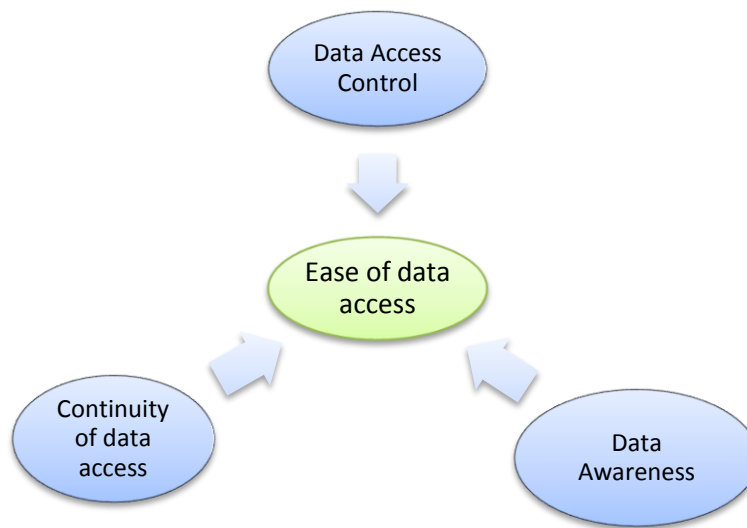 Data Access
Control
Ease of data
access
Continuity
of data
access
Data
Awareness